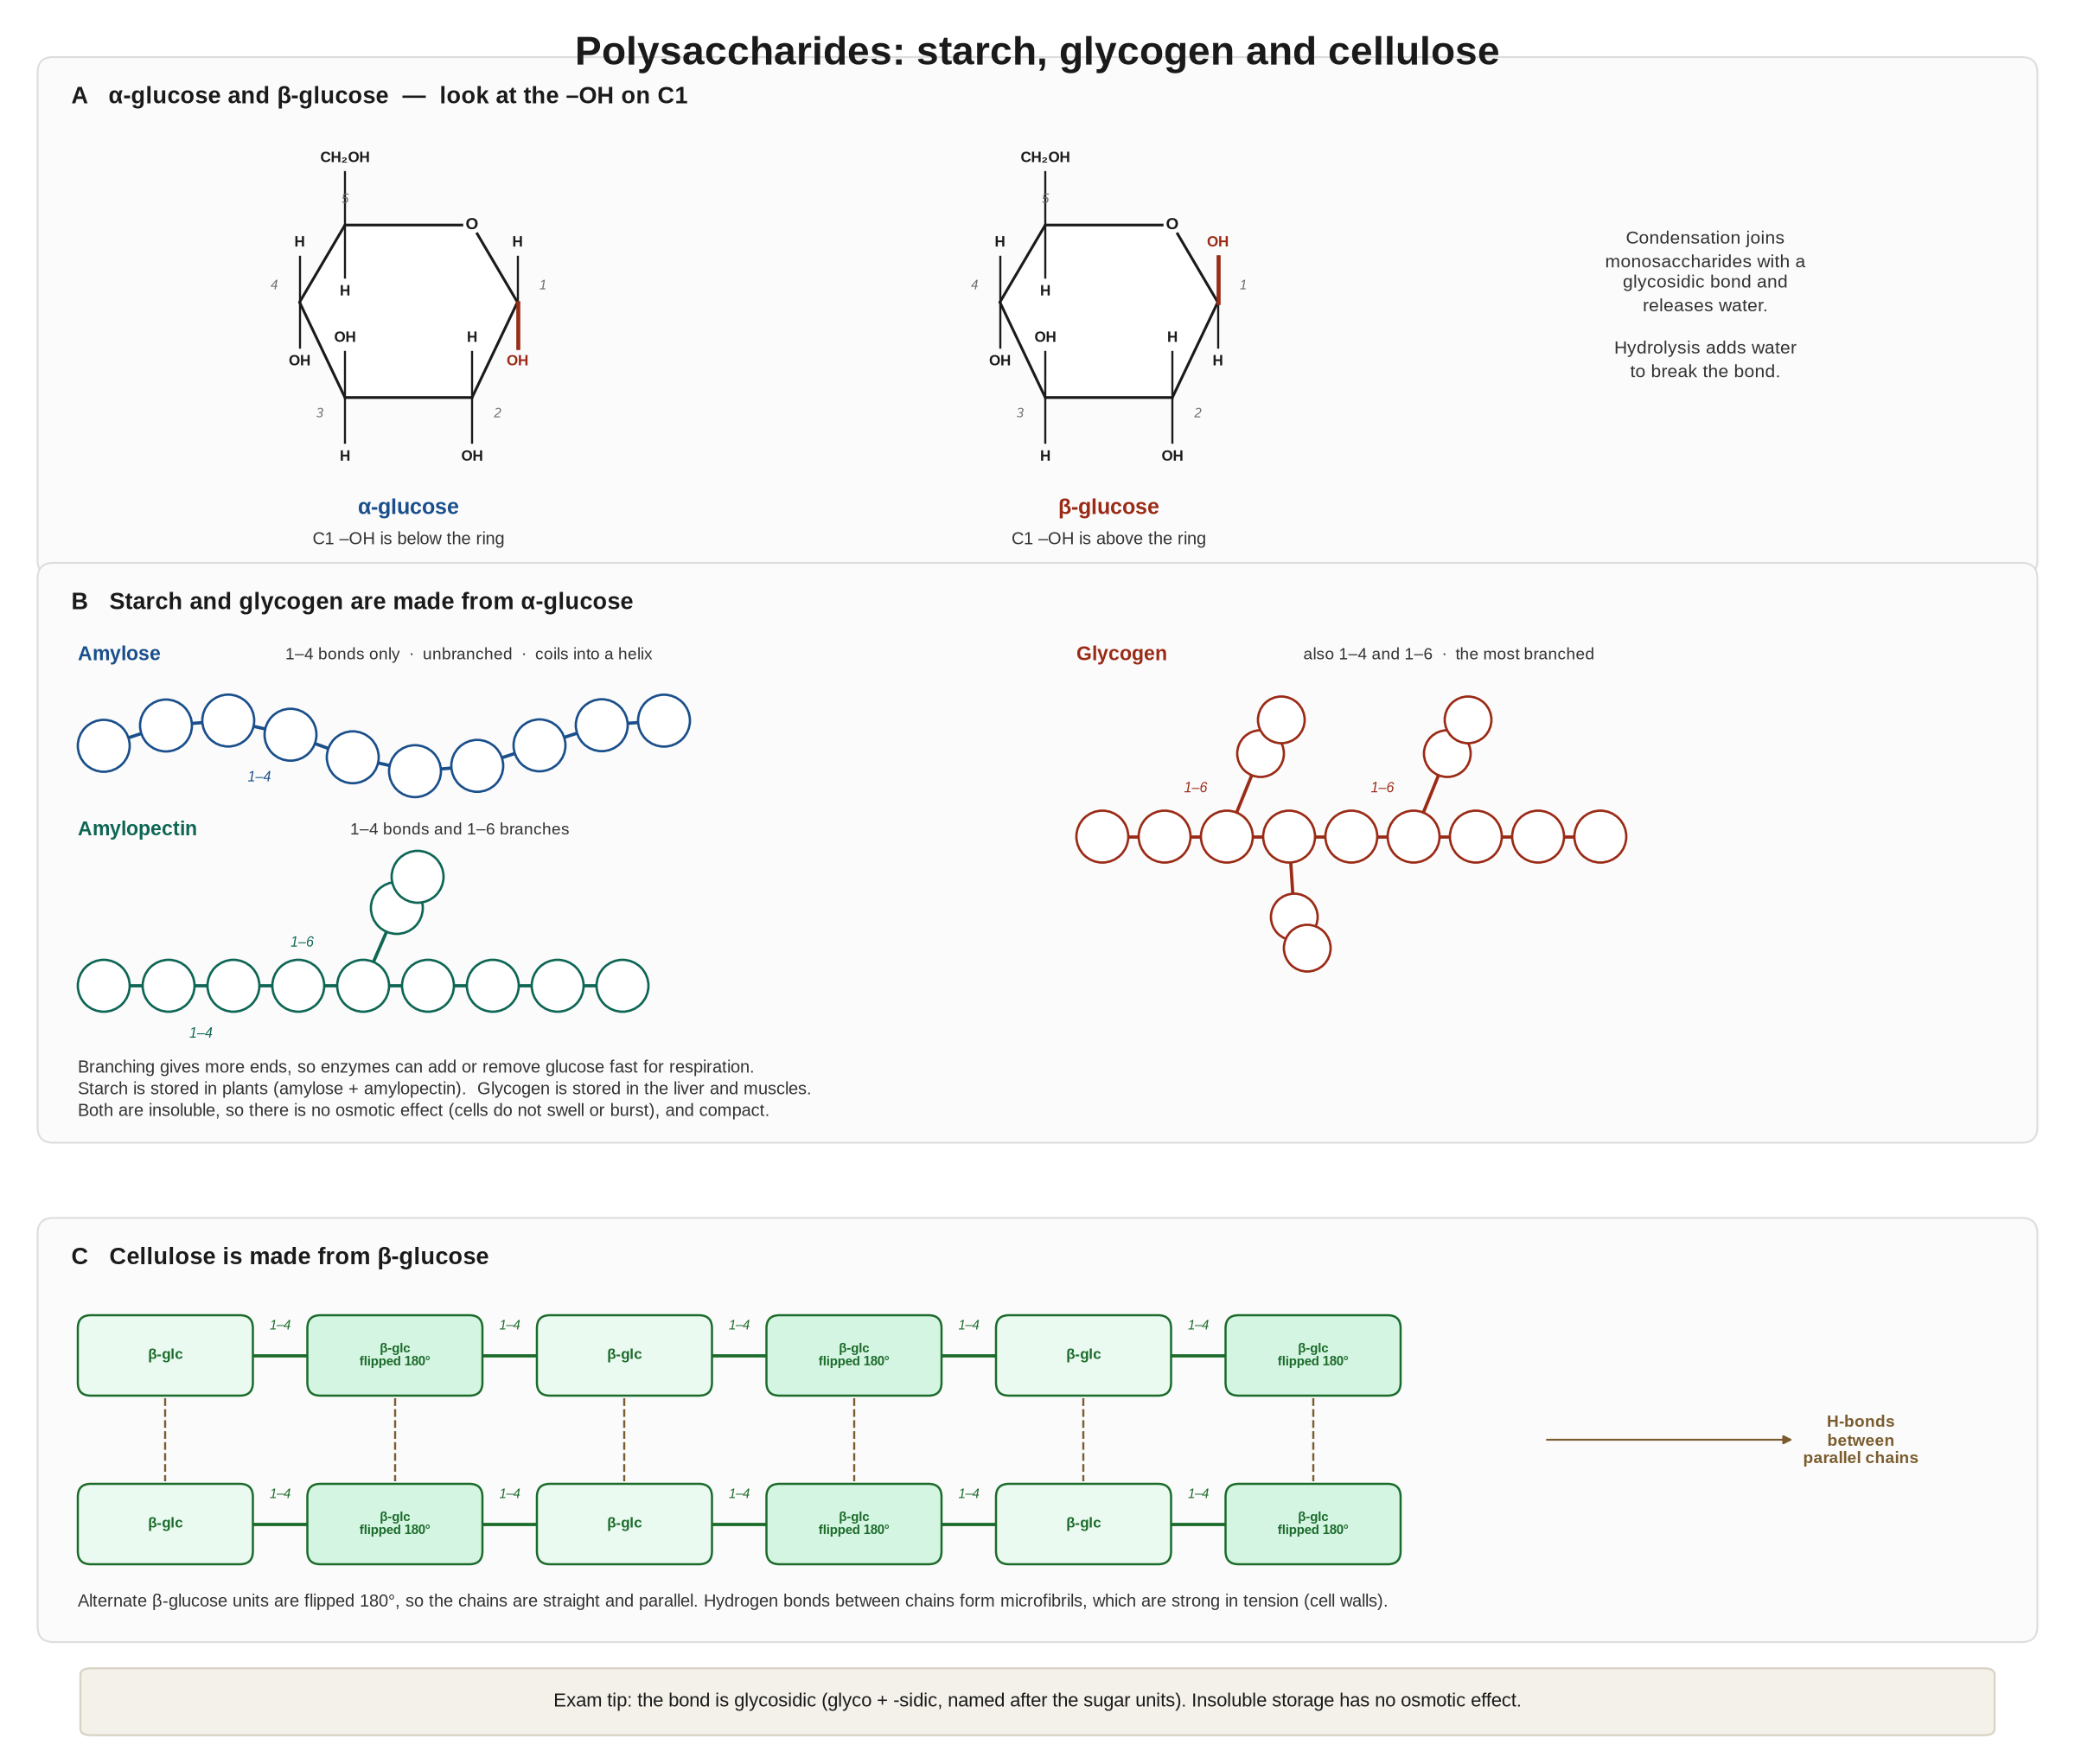 Polysaccharides: starch, glycogen and cellulose
A α-glucose and β-glucose — look at the –OH on C1
CH₂OH
5
O
H
H
4
1
H
OH
H
OH
OH
3
2
H
OH
α-glucose
C1 –OH is below the ring
CH₂OH
5
O
H
OH
4
1
H
OH
H
OH
H
3
2
H
OH
β-glucose
C1 –OH is above the ring
Condensation joins
monosaccharides with a
glycosidic bond and
releases water.
Hydrolysis adds water
to break the bond.
B Starch and glycogen are made from α-glucose
Amylose 1–4 bonds only · unbranched · coils into a helix
1–4
Amylopectin 1–4 bonds and 1–6 branches
1–6
1–4
Glycogen also 1–4 and 1–6 · the most branched
1–6 1–6
Branching gives more ends, so enzymes can add or remove glucose fast for respiration.
Starch is stored in plants (amylose + amylopectin). Glycogen is stored in the liver and muscles.
Both are insoluble, so there is no osmotic effect (cells do not swell or burst), and compact.
C Cellulose is made from β-glucose
1–4 1–4 1–4 1–4 1–4
β-glc
β-glc
flipped 180°
β-glc
β-glc
flipped 180°
β-glc
β-glc
flipped 180°
H-bonds
between
parallel chains
1–4 1–4 1–4 1–4 1–4
β-glc
β-glc
flipped 180°
β-glc
β-glc
flipped 180°
β-glc
β-glc
flipped 180°
Alternate β-glucose units are flipped 180°, so the chains are straight and parallel. Hydrogen bonds between chains form microfibrils, which are strong in tension (cell walls).
Exam tip: the bond is glycosidic (glyco + -sidic, named after the sugar units). Insoluble storage has no osmotic effect.